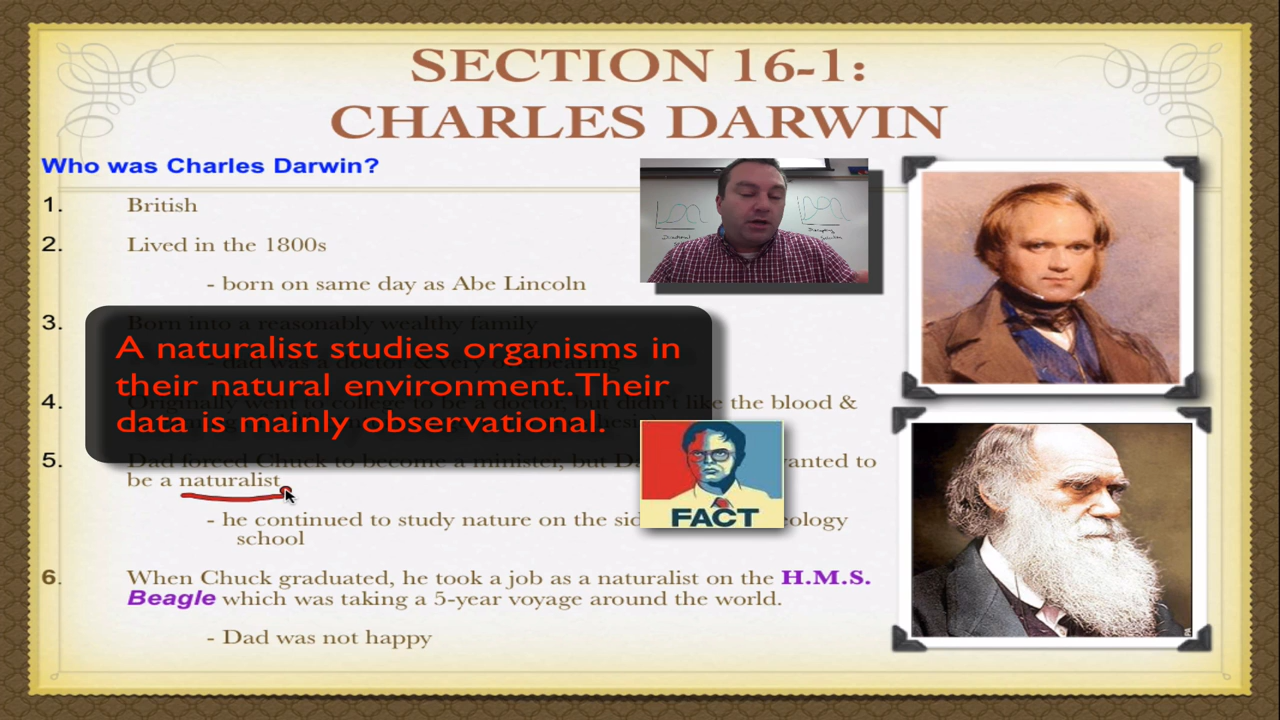 SECTION 16-1:
CHARLES DARWIN
Who was Charles Darwin?
1. British
2. Lived in the 1800s
- born on same day as Abe Lincoln
3. Born into a reasonably wealthy family
- dad was a doctor & very overbearing
A naturalist studies organisms in
their natural environment. Their
data is mainly observational.
4. Originally went to college to be a doctor, but didn't like the blood &
5. Dad forced Chuck to become a minister, but wanted to
be a naturalist
- he continued to study nature on the
school
FACT
6. When Chuck graduated, he took a job as a naturalist on the H.M.S.
Beagle which was taking a 5-year voyage around the world.
- Dad was not happy
Directional
Disruptive